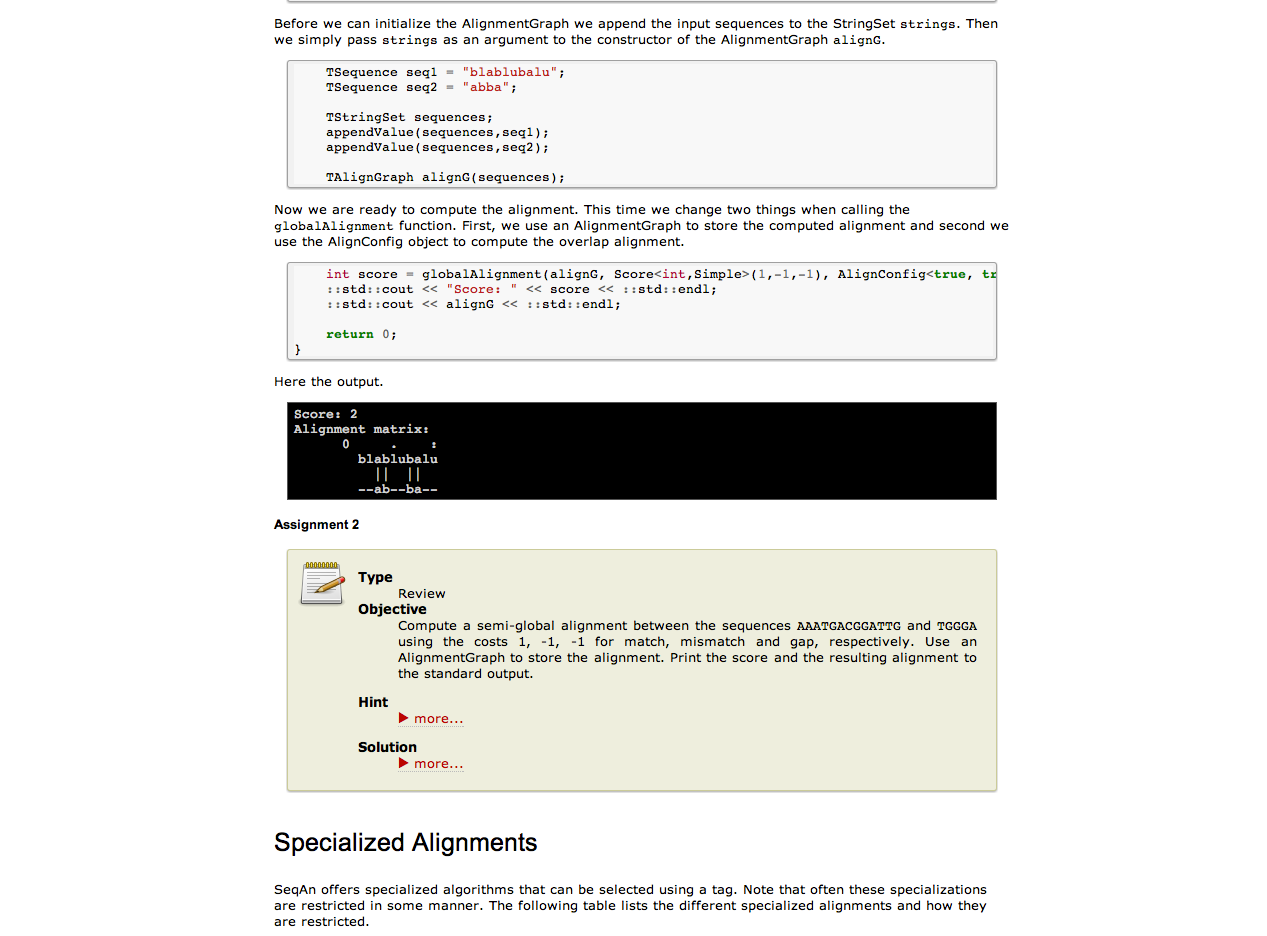 Before we can initialize the AlignmentGraph we append the input sequences to the StringSet strings. Then
we simply pass strings as an argument to the constructor of the AlignmentGraph alignG.
TSequence seq1 = "blablubalu";
TSequence seq2 = "abba";
TStringSet sequences;
appendValue(sequences,seq1);
appendValue(sequences,seq2);
TAlignGraph alignG(sequences);
Now we are ready to compute the alignment. This time we change two things when calling the
globalAlignment function. First, we use an AlignmentGraph to store the computed alignment and second we
use the AlignConfig object to compute the overlap alignment.
int score = globalAlignment(alignG, Score<int,Simple>(1,-1,-1), AlignConfig<true, tr
::std::cout << "Score: " << score << ::std::endl;
::std::cout << alignG << ::std::endl;
return 0;
}
Here the output.
Score: 2
Alignment matrix:
0     .    :
blablubalu
||  ||
--ab--ba--
Assignment 2
Type
Review
Objective
Compute a semi-global alignment between the sequences AAATGACGGATTG and TGGGA
using the costs 1, -1, -1 for match, mismatch and gap, respectively. Use an
AlignmentGraph to store the alignment. Print the score and the resulting alignment to
the standard output.
Hint
▶ more...
Solution
▶ more...
Specialized Alignments
SeqAn offers specialized algorithms that can be selected using a tag. Note that often these specializations
are restricted in some manner. The following table lists the different specialized alignments and how they
are restricted.